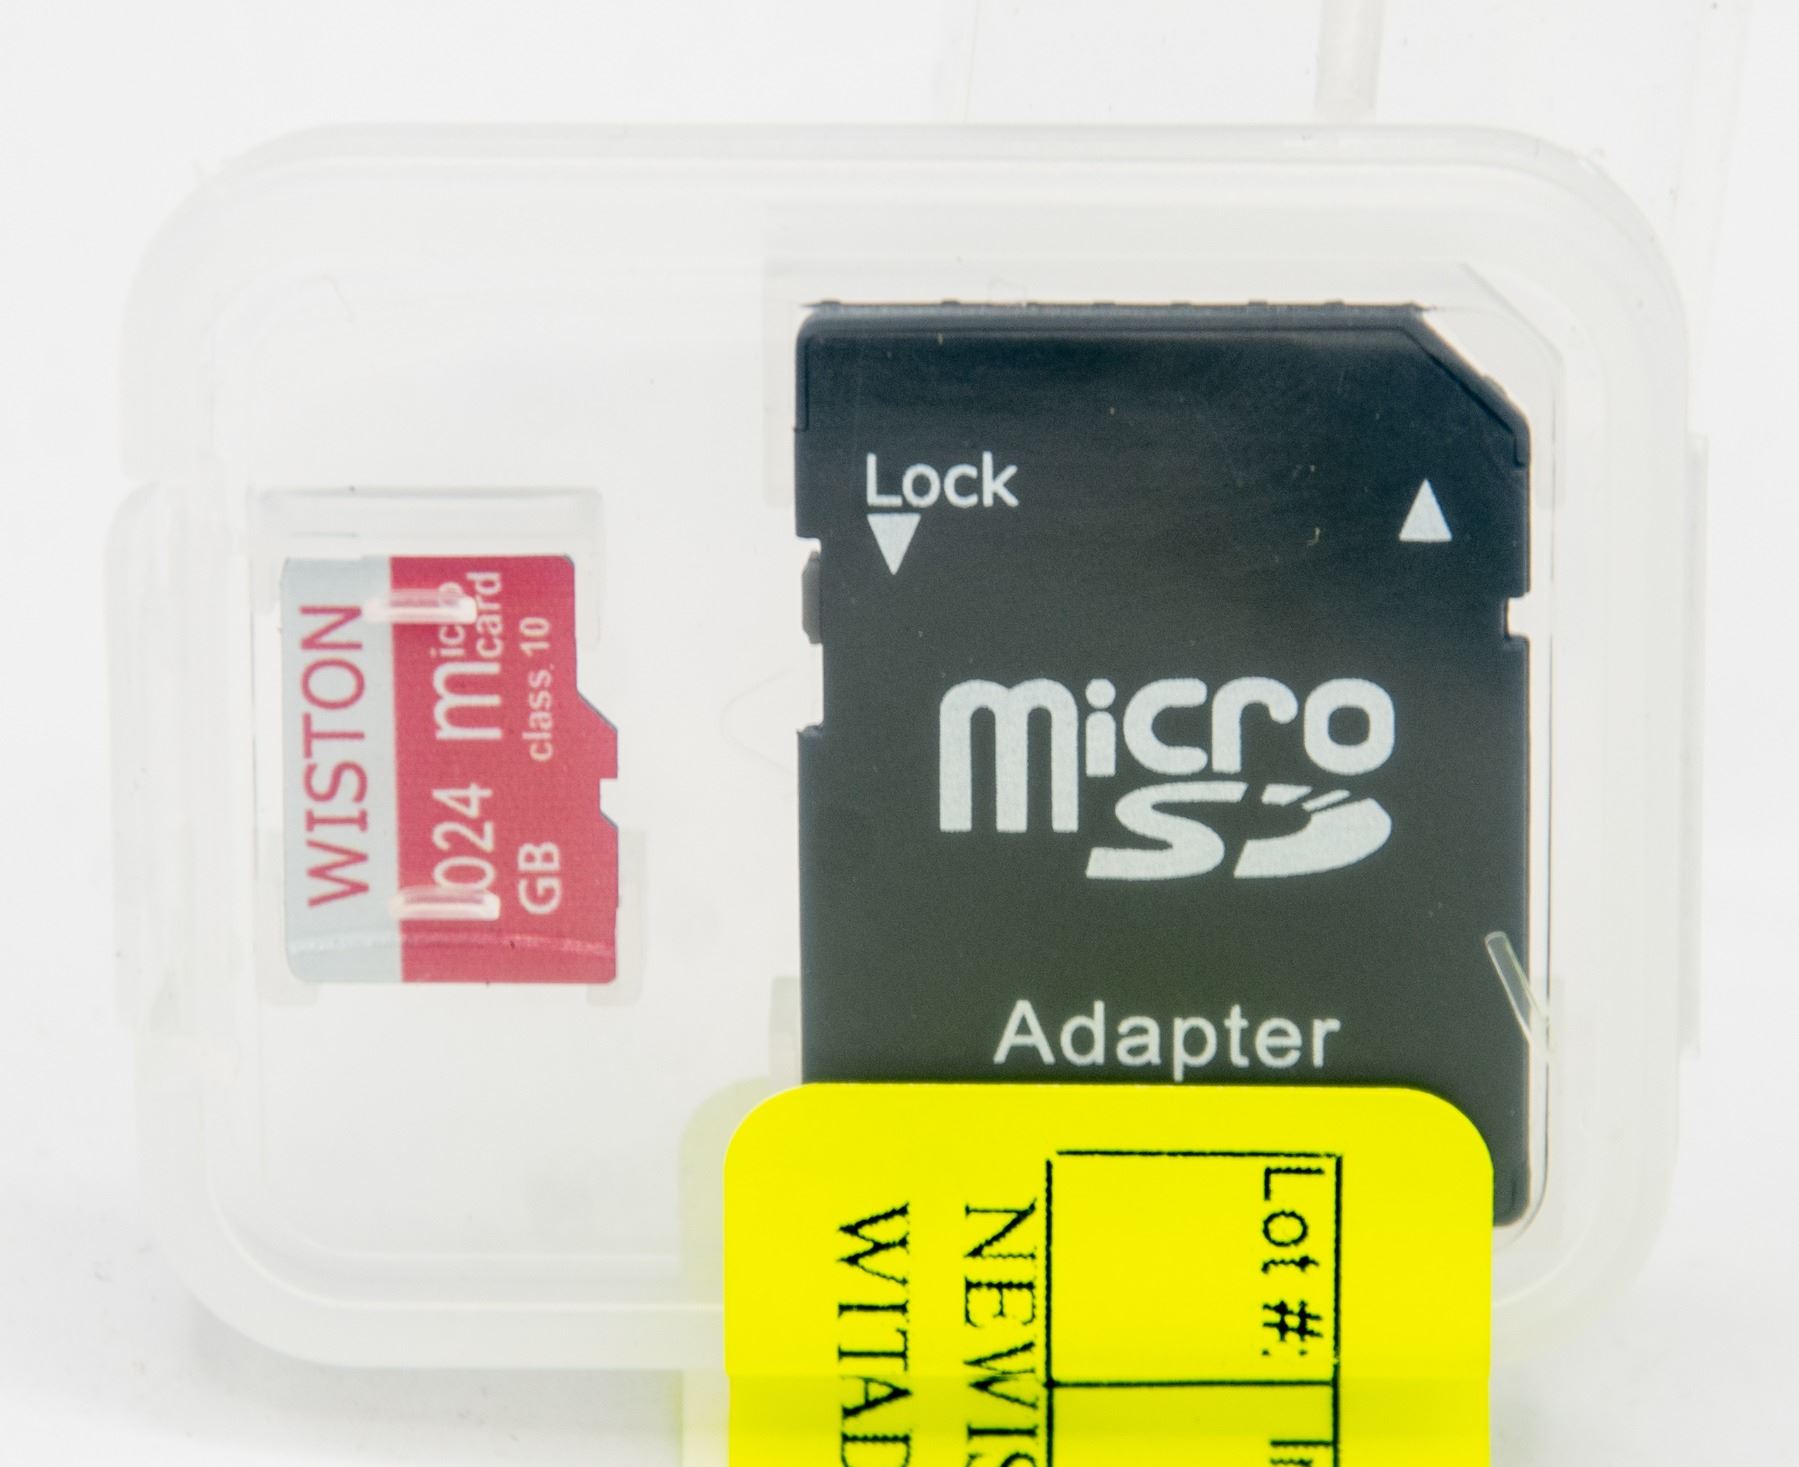 WISTON
1024 micro
card
GB class 10
Lock
micro
SD
Adapter
Lot #:
NEWIS
WITAD